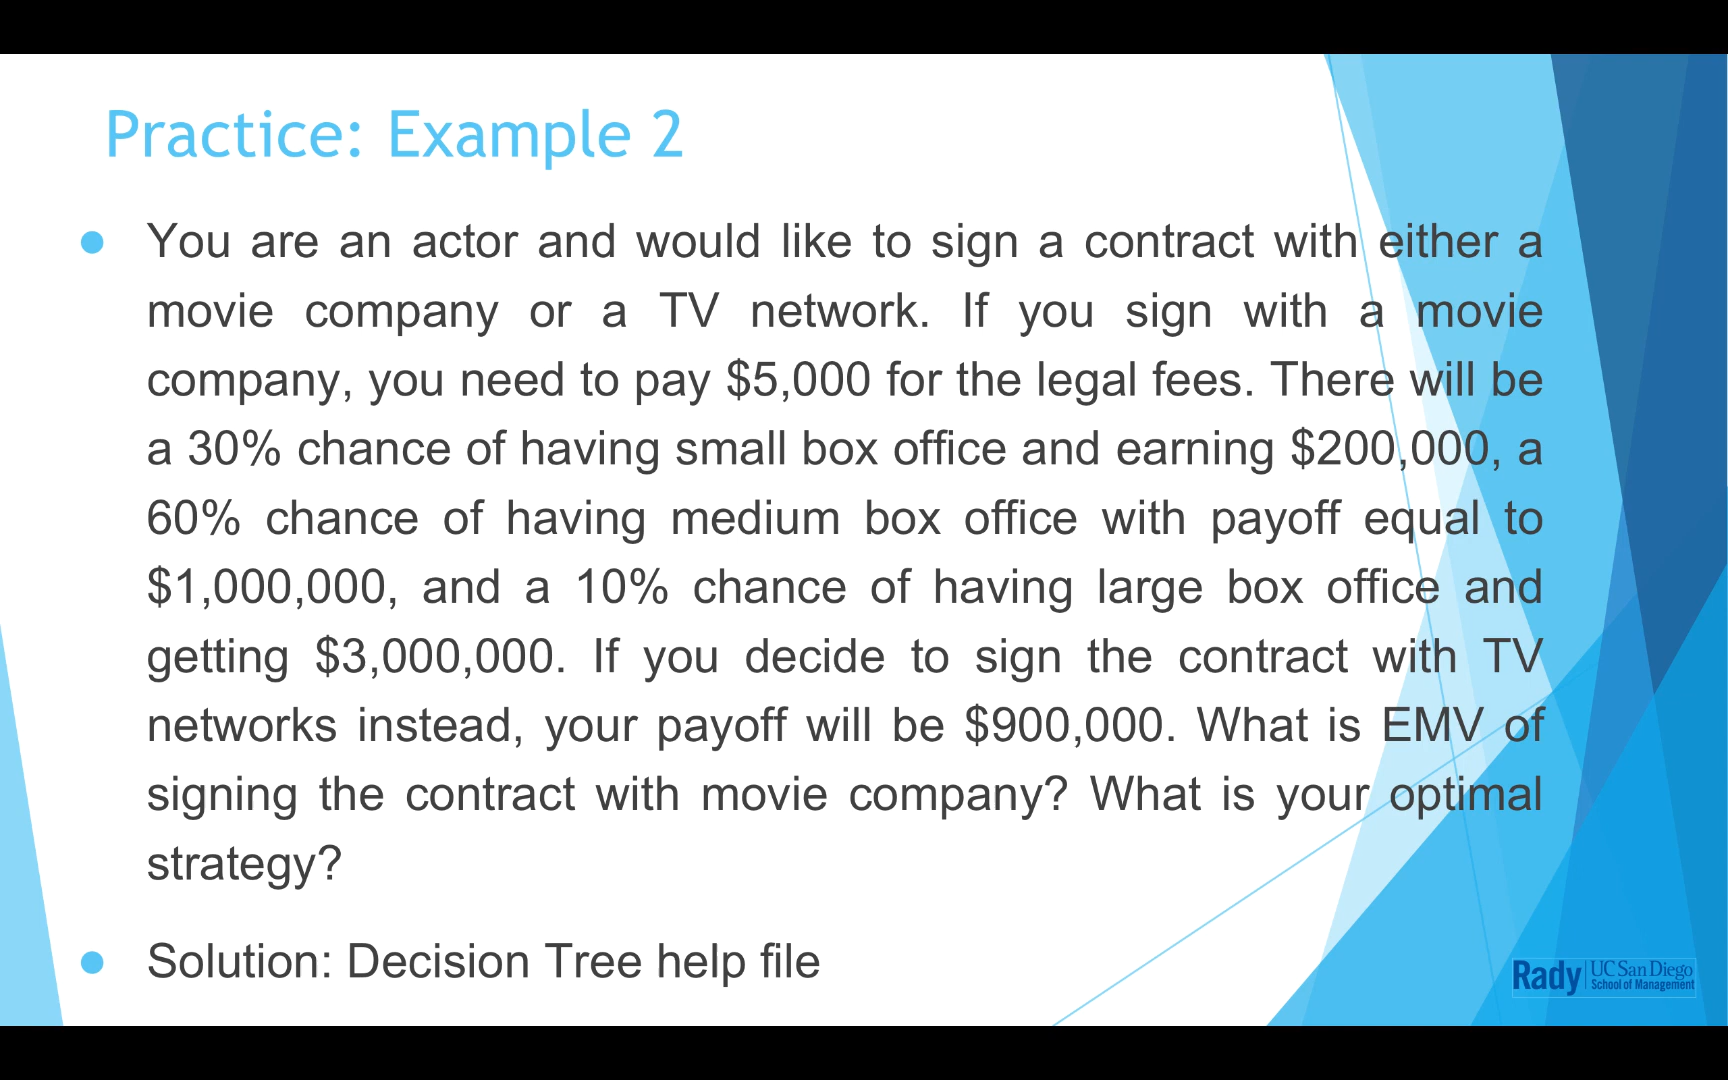 Practice: Example 2
You are an actor and would like to sign a contract with either a
movie company or a TV network. If you sign with a movie
company, you need to pay $5,000 for the legal fees. There will be
a 30% chance of having small box office and earning $200,000, a
60% chance of having medium box office with payoff equal to
$1,000,000, and a 10% chance of having large box office and
getting $3,000,000. If you decide to sign the contract with TV
networks instead, your payoff will be $900,000. What is EMV of
signing the contract with movie company? What is your optimal
strategy?
Solution: Decision Tree help file
Rady UC San Diego
School of Management